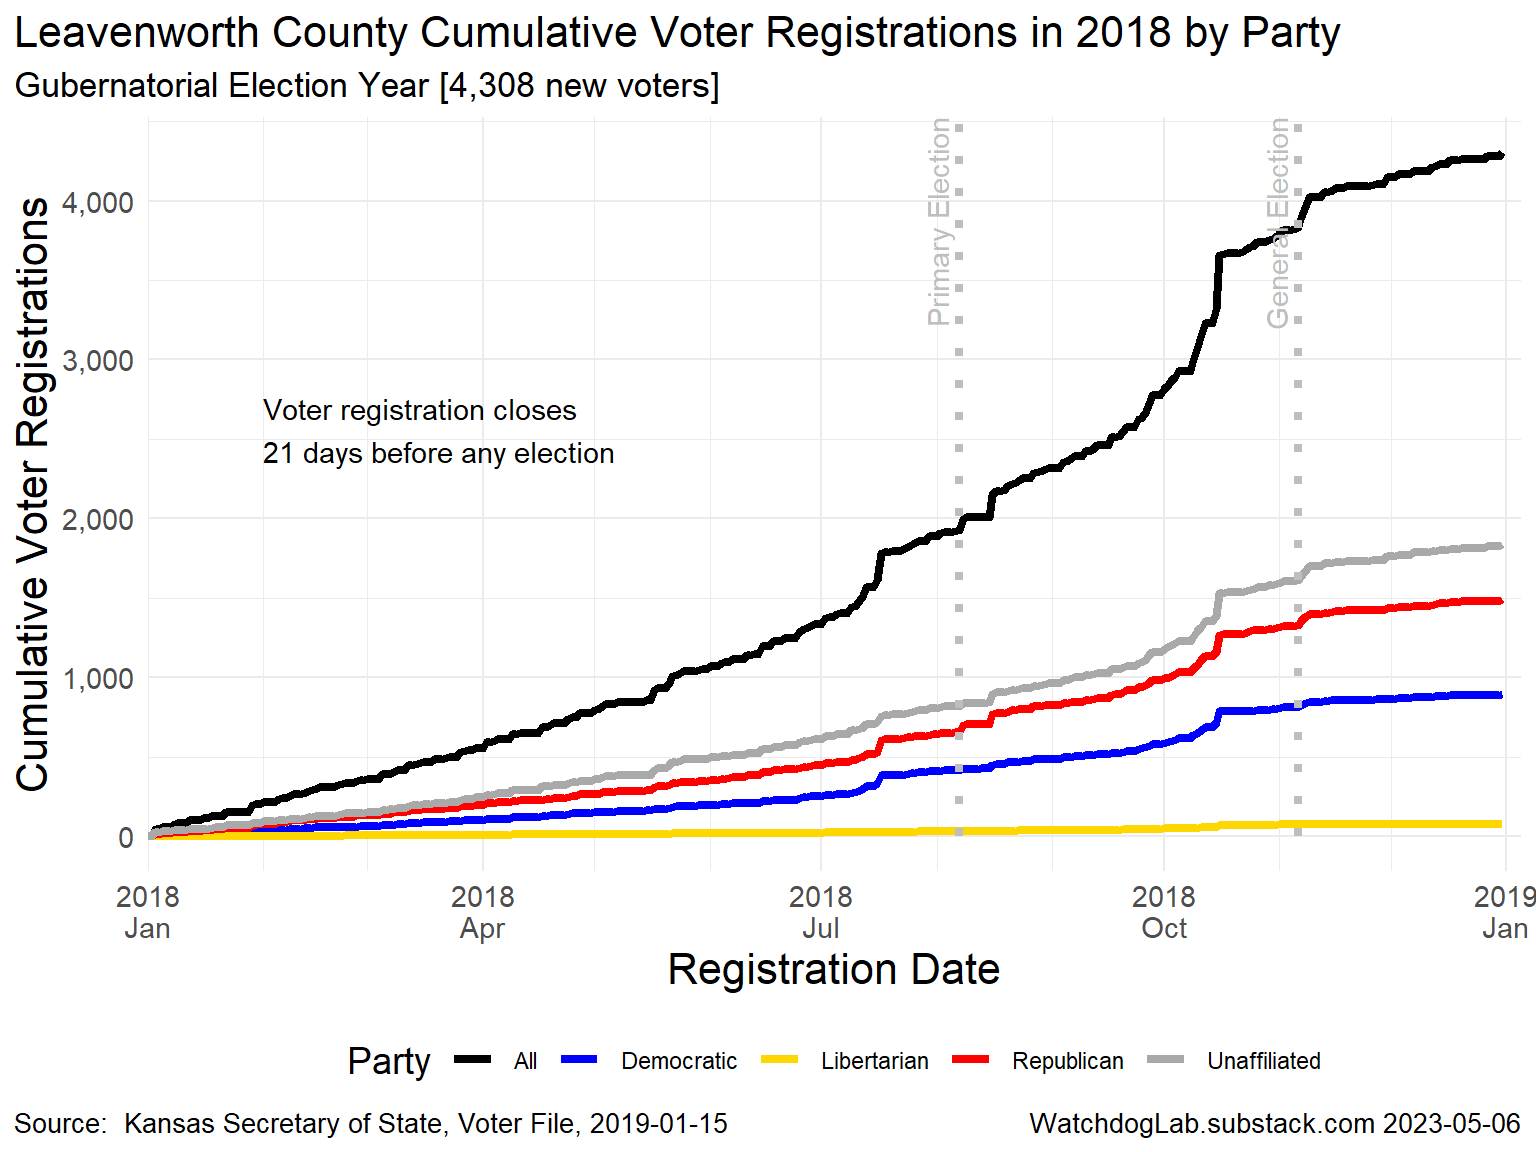 Leavenworth County Cumulative Voter Registrations in 2018 by Party
Gubernatorial Election Year [4,308 new voters]
Cumulative Voter Registrations
4,000
3,000
2,000
1,000
0
Primary Election
General Election
Voter registration closes
21 days before any election
2018
Jan
2018
Apr
2018
Jul
2018
Oct
2019
Jan
Registration Date
Party All Democratic Libertarian Republican Unaffiliated
Source:  Kansas Secretary of State, Voter File, 2019-01-15
WatchdogLab.substack.com 2023-05-06